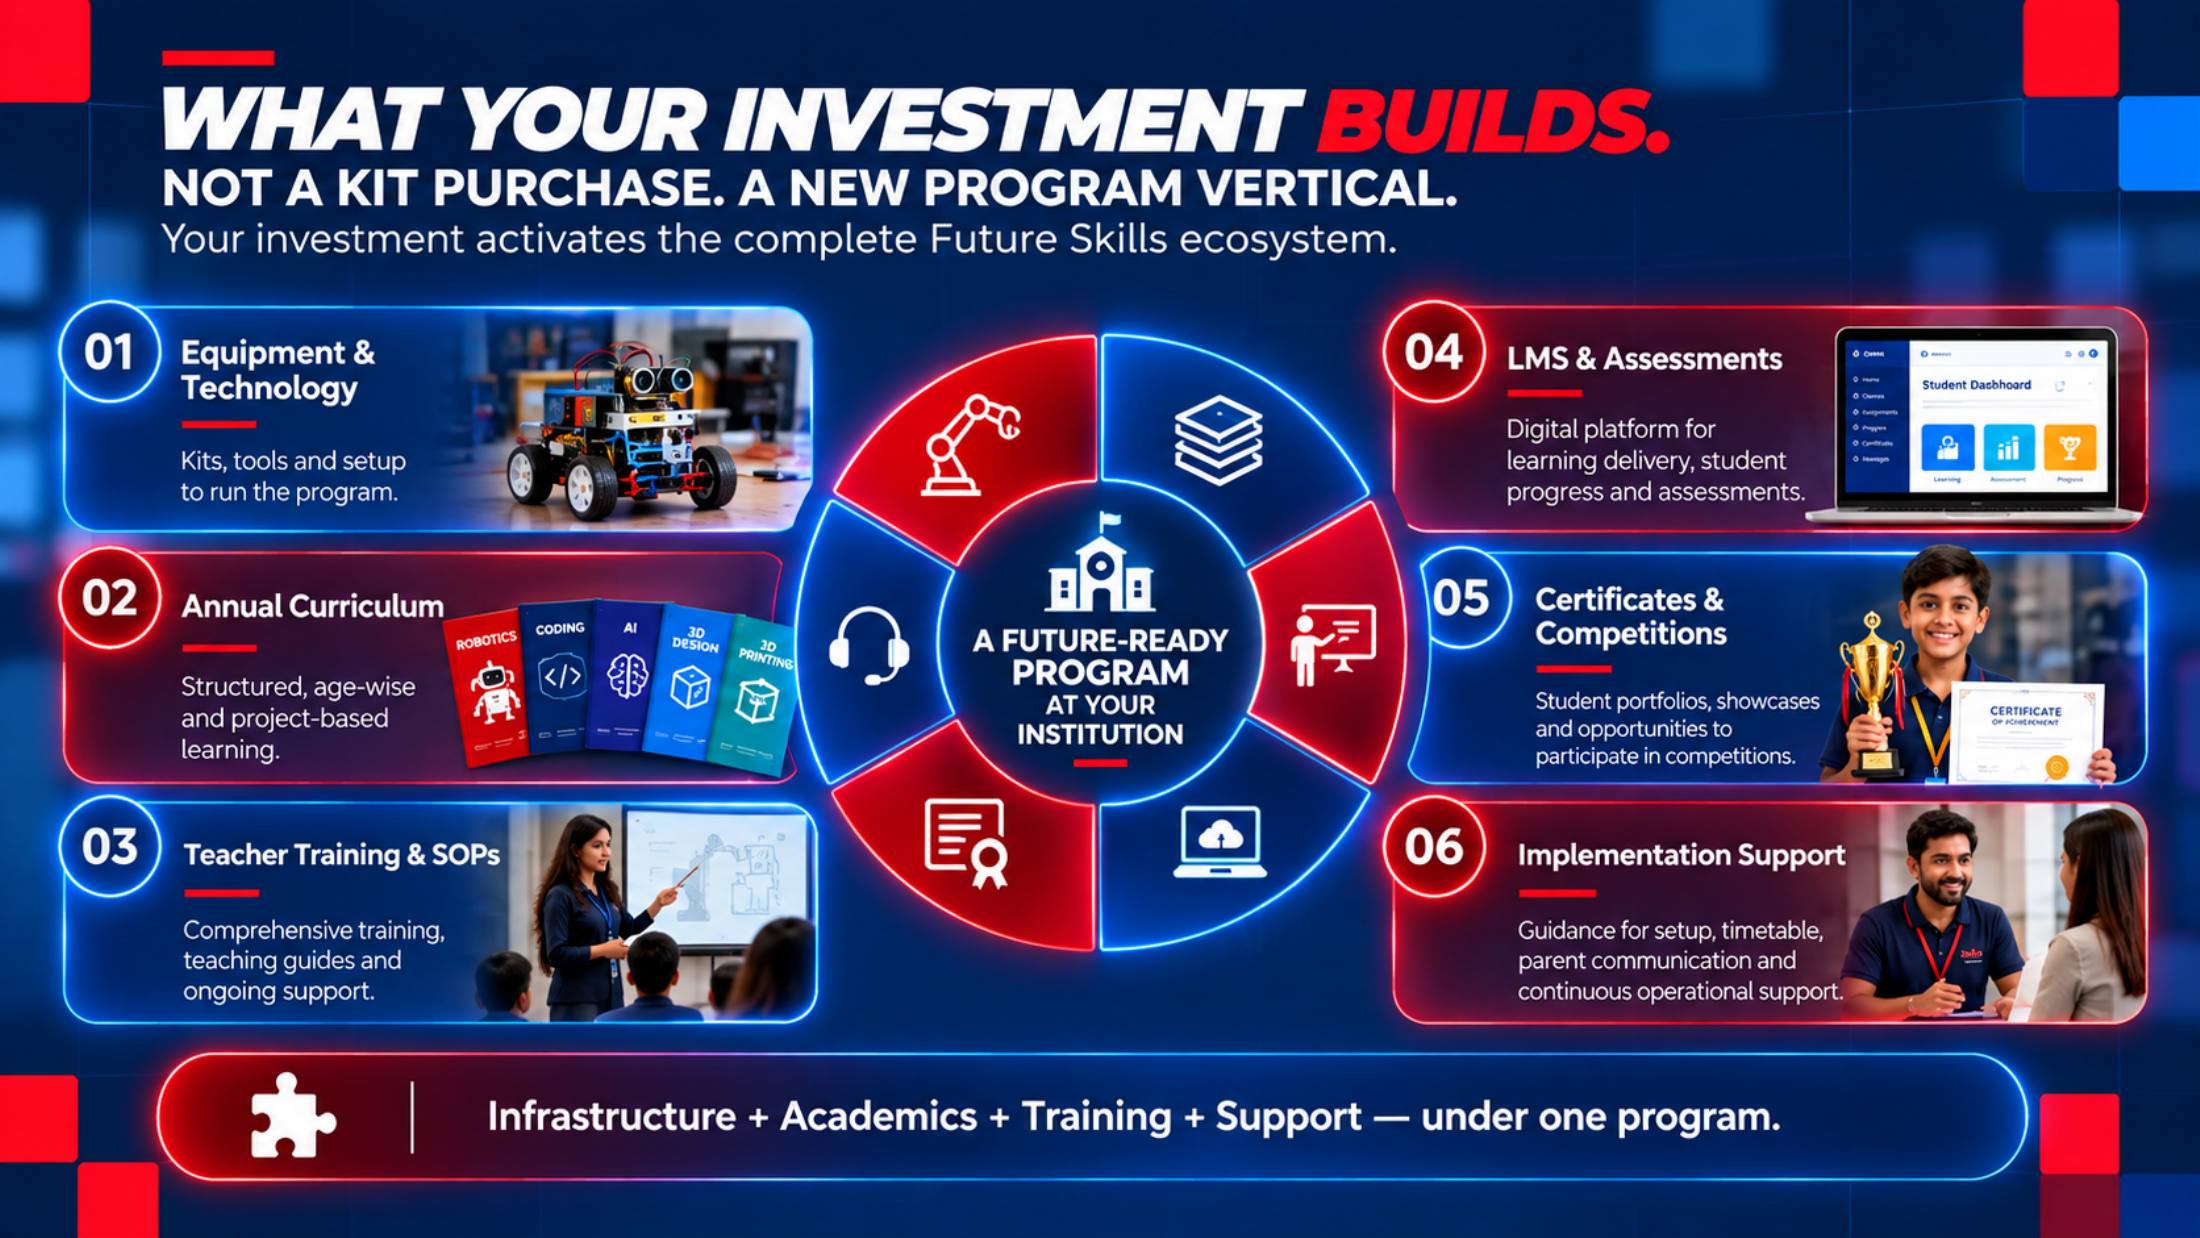 WHAT YOUR INVESTMENT BUILDS.
NOT A KIT PURCHASE. A NEW PROGRAM VERTICAL.
Your investment activates the complete Future Skills ecosystem.
01
Equipment &
Technology
Kits, tools and setup
to run the program.
02
Annual Curriculum
Structured, age-wise
and project-based
learning.
ROBOTICS
CODING
AI
3D
DESIGN
3D
PRINTING
03
Teacher Training & SOPs
Comprehensive training,
teaching guides and
ongoing support.
A FUTURE-READY
PROGRAM
AT YOUR
INSTITUTION
04
LMS & Assessments
Digital platform for
learning delivery, student
progress and assessments.
Student Dasbhoard
Learning
Progress
05
Certificates &
Competitions
Student portfolios, showcases
and opportunities to
participate in competitions.
CERTIFICATE
06
Implementation Support
Guidance for setup, timetable,
parent communication and
continuous operational support.
Infrastructure + Academics + Training + Support — under one program.